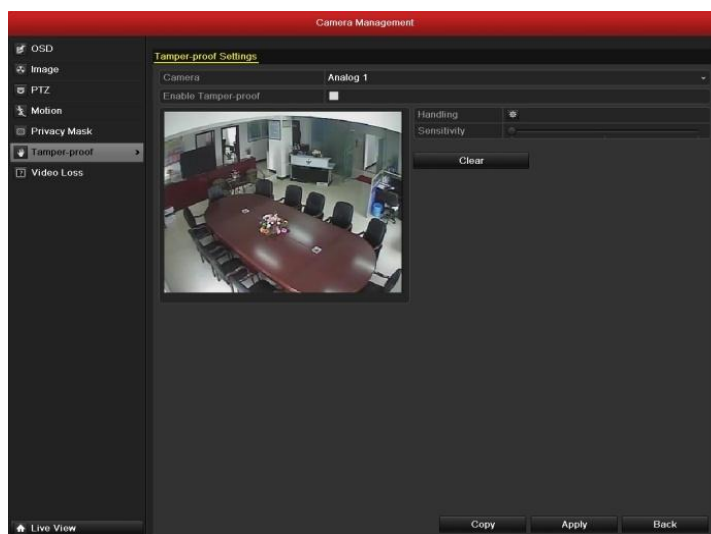 Camera Management
OSD
Image
PTZ
Motion
Privacy Mask
Tamper-proof
Video Loss
Live View
Tamper-proof Settings
Camera Analog 1
Enable Tamper-proof
Handling
Sensitivity
Clear
Copy Apply Back